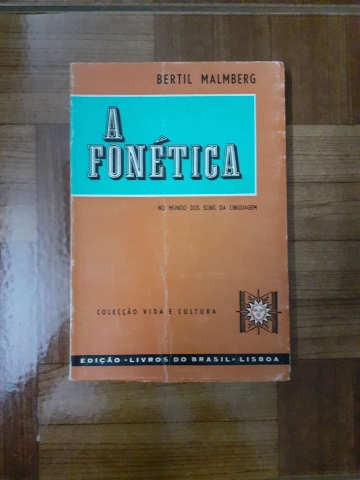 BERTIL MALMBERG
A
FONÉTICA
NO MUNDO DOS SONS DA LINGUAGEM
COLECÇÃO VIDA E CULTURA
EDIÇÃO «LIVROS DO BRASIL» LISBOA